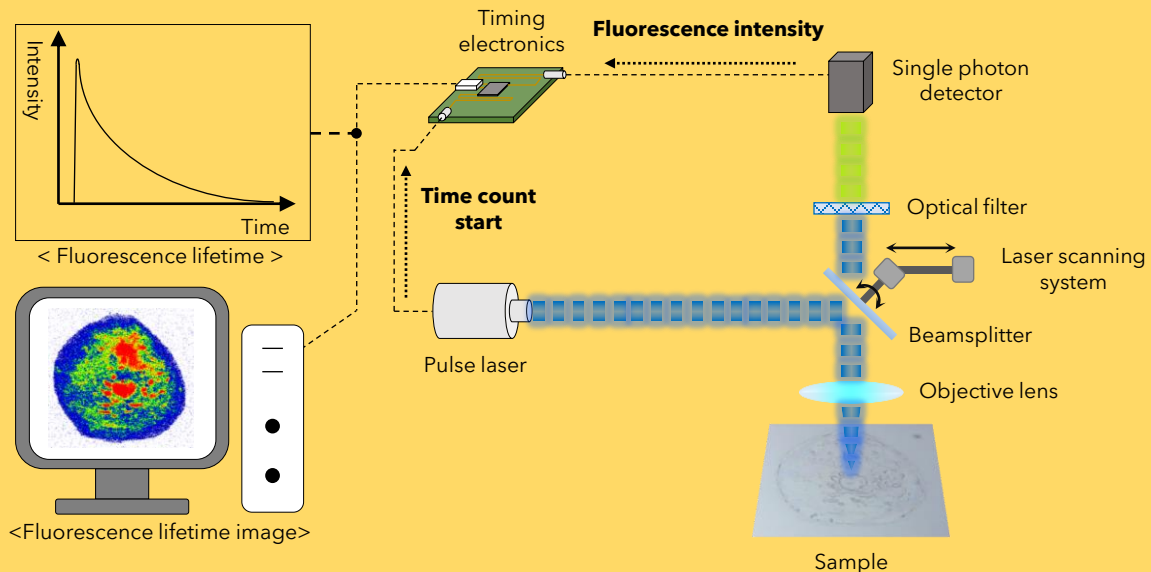 Intensity
Time
< Fluorescence lifetime >
Timing
electronics
Fluorescence intensity
Single photon
detector
Time count
start
Optical filter
Laser scanning
system
Pulse laser
Beamsplitter
Objective lens
<Fluorescence lifetime image>
Sample